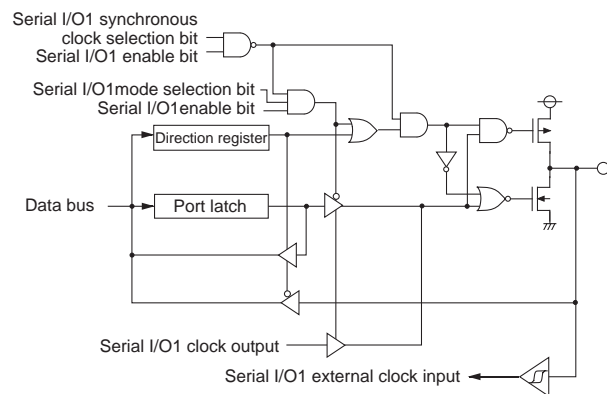 Serial I/O1 synchronous
clock selection bit
Serial I/O1 enable bit
Serial I/O1mode selection bit
Serial I/O1enable bit
Direction register
Data bus
Port latch
Serial I/O1 clock output
Serial I/O1 external clock input